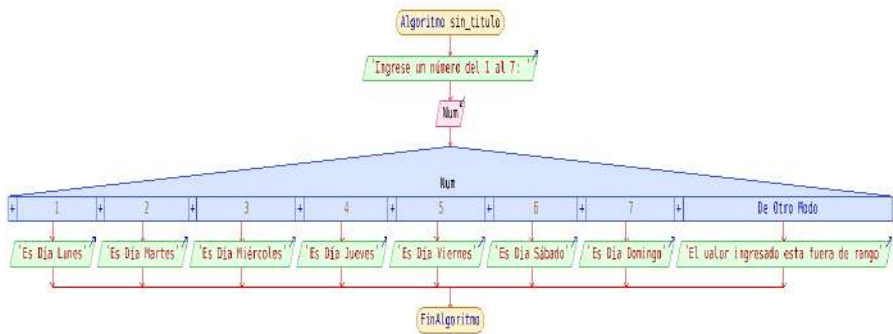 Algoritmo sin_titulo
'Ingrese un número del 1 al 7: '
Num
Num
+ 1 + 2 + 3 + 4 + 5 + 6 + 7 + De Otro Modo
'Es Día Lunes' 'Es Día Martes' 'Es Día Miércoles' 'Es Día Jueves' 'Es Día Viernes' 'Es Día Sábado' 'Es Día Domingo' 'El valor ingresado esta fuera de rango'
FinAlgoritmo